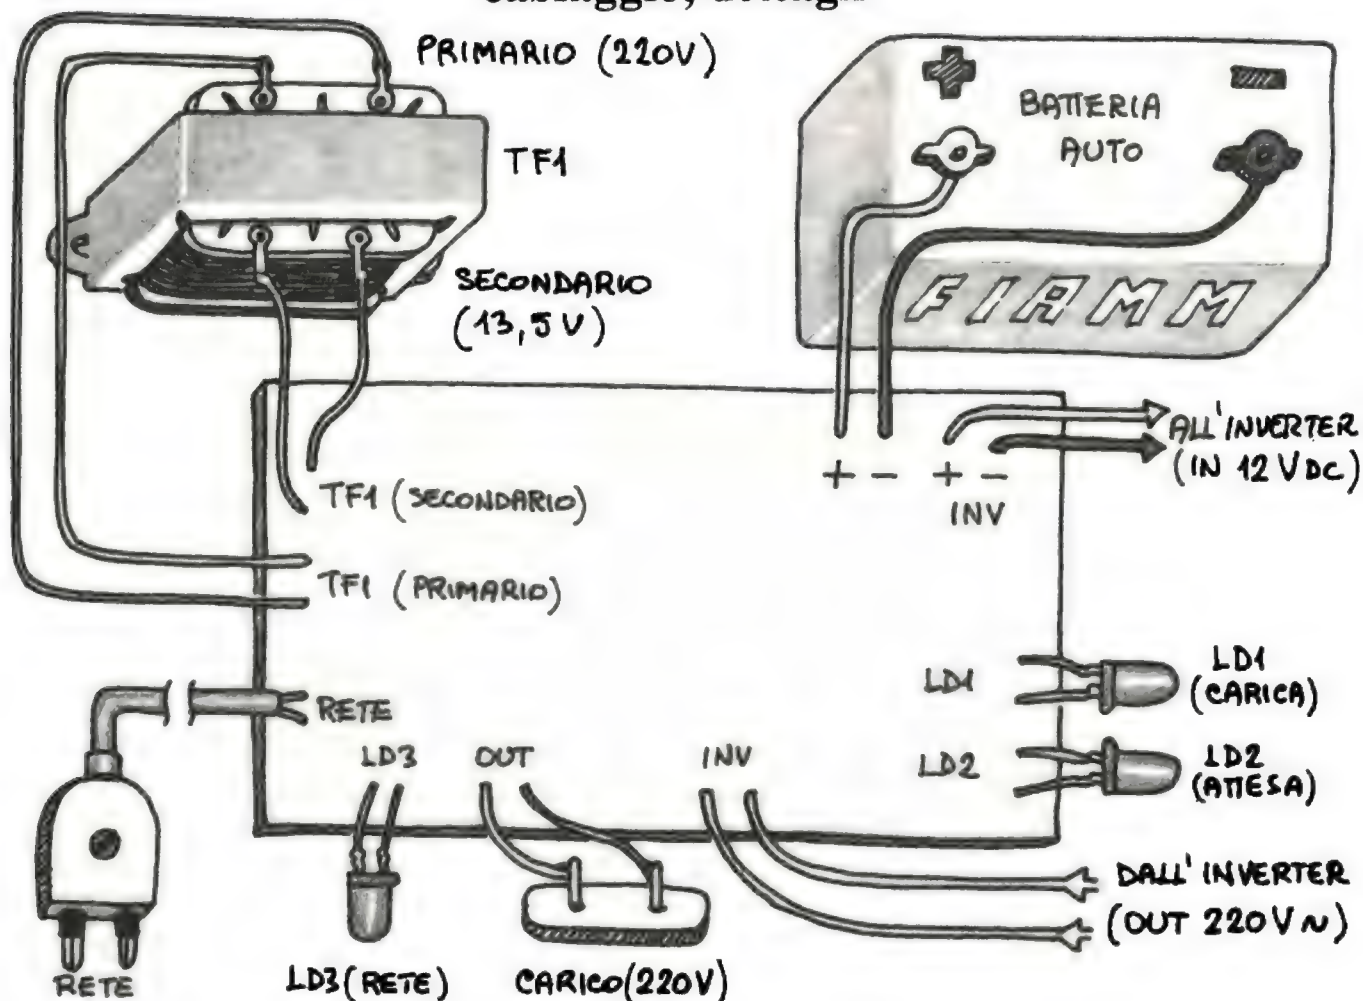 PRIMARIO (220V)
TF1
SECONDARIO
(13,5 V)
BATTERIA
AUTO
FIAMM
ALL'INVERTER
(IN 12 VDC)
+ - + -
INV
TF1 (SECONDARIO)
TF1 (PRIMARIO)
RETE
LD3 OUT INV
LD1
LD1
(CARICA)
LD2
LD2
(ATTESA)
DALL'INVERTER
(OUT 220V~)
RETE
LD3 (RETE)
CARICO (220V)